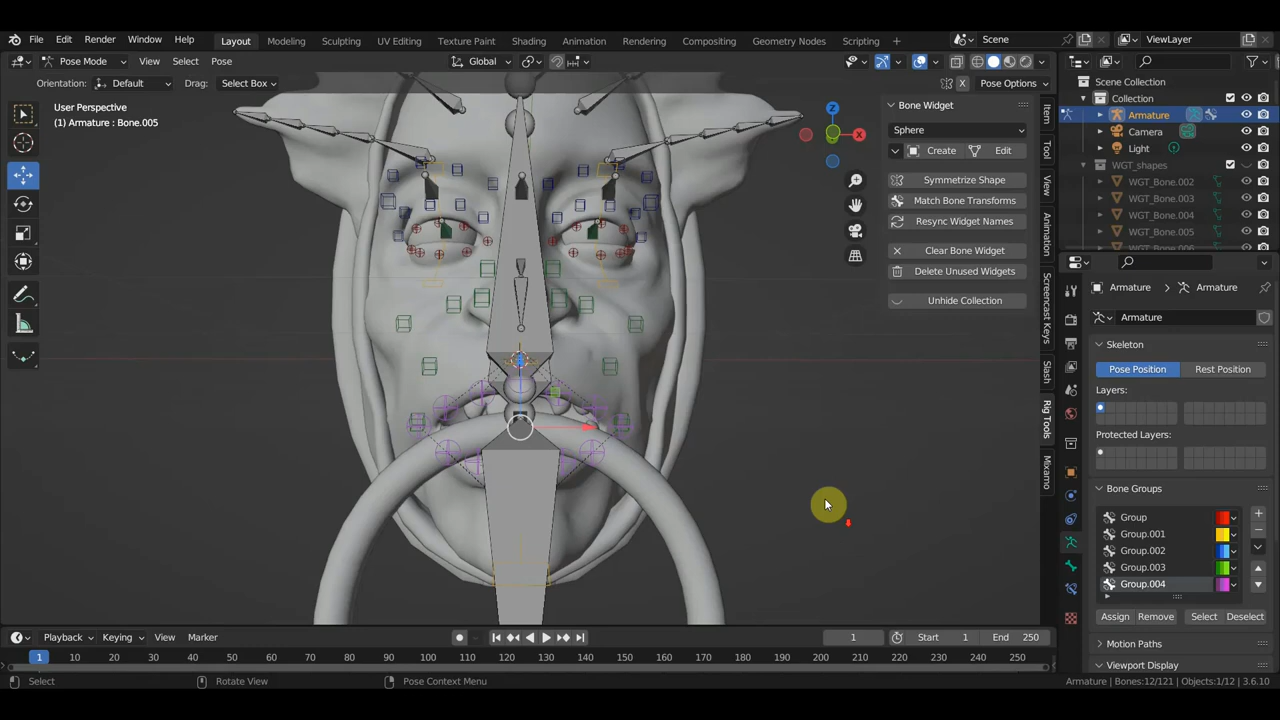 File Edit Render Window Help
Layout Modeling Sculpting UV Editing Texture Paint Shading Animation Rendering Compositing Geometry Nodes Scripting +
Scene ViewLayer
Pose Mode View Select Pose Global
Orientation: Default Drag: Select Box
X Pose Options
User Perspective
(1) Armature : Bone.005
Z
X
Bone Widget
Sphere
Create Edit
Symmetrize Shape
Match Bone Transforms
Resync Widget Names
Clear Bone Widget
Delete Unused Widgets
Unhide Collection
Item
Tool
View
Animation
Screencast Keys
Slash
Rig Tools
Mixamo
Scene Collection
Collection
Armature
Camera
Light
WGT_shapes
WGT_Bone.002
WGT_Bone.003
WGT_Bone.004
WGT_Bone.005
Armature Armature
Armature
Skeleton
Pose Position Rest Position
Layers:
Protected Layers:
Bone Groups
Group
Group.001
Group.002
Group.003
Group.004
Assign Remove Select Deselect
Motion Paths
Viewport Display
Playback Keying View Marker
1 Start 1 End 250
1 10 20 30 40 50 60 70 80 90 100 110 120 130 140 150 160 170 180 190 200 210 220 230 240 250
Select Rotate View Pose Context Menu
Armature | Bones:12/121 | Objects:1/12 | 3.6.10